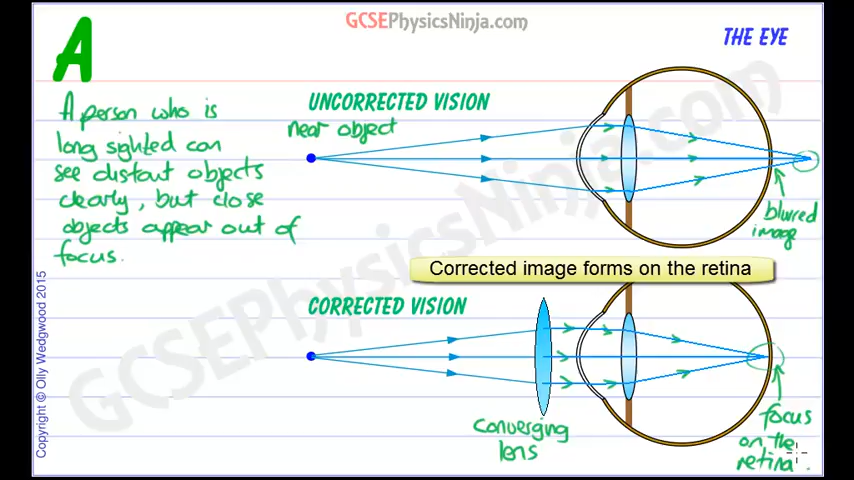 GCSEPhysicsNinja.com
THE EYE
A
A person who is
long sighted can
see distant objects
clearly, but close
objects appear out of
focus.
UNCORRECTED VISION
near object
blurred
image
Corrected image forms on the retina
CORRECTED VISION
converging
lens
focus
on the
retina.
Copyright © Olly Wedgwood 2015
GCSEPhysicsNinja.com